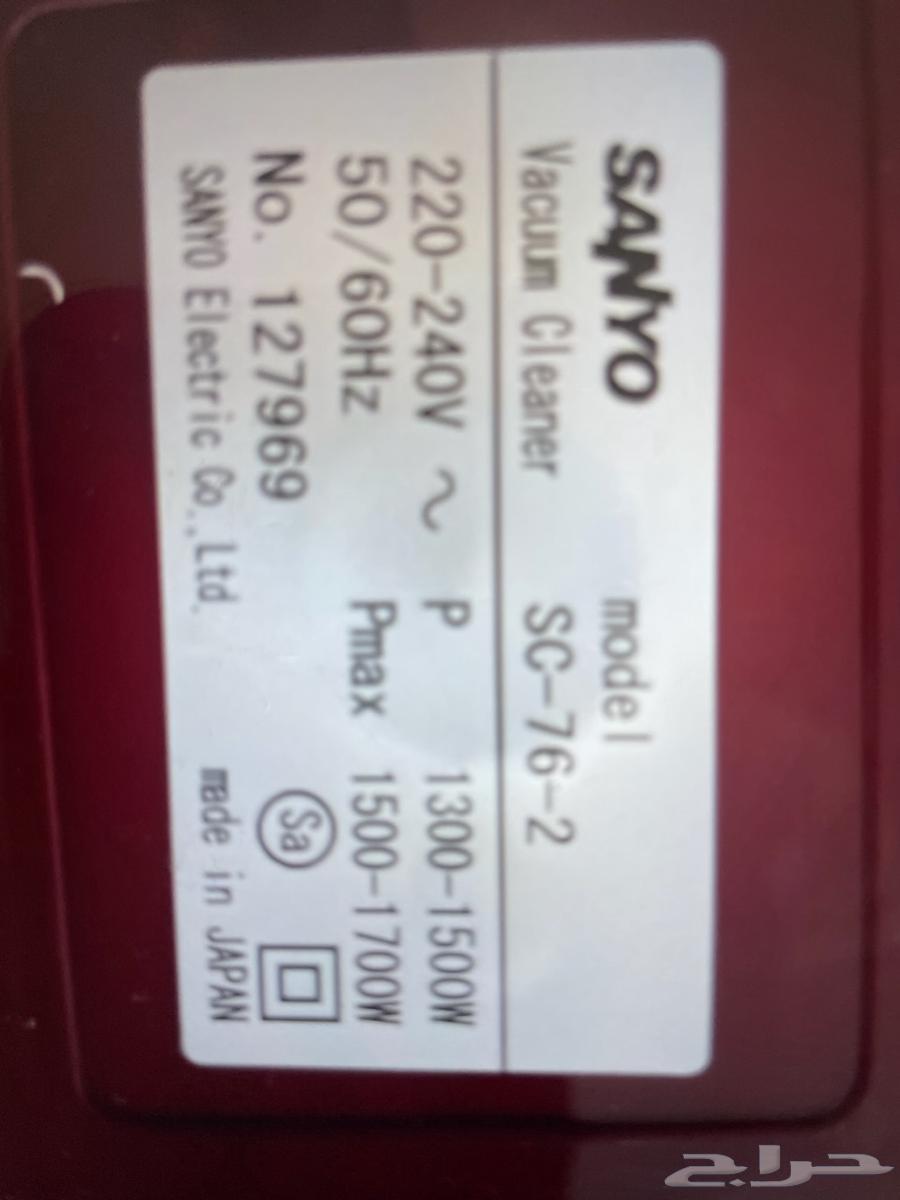 SANYO model
Vacuum Cleaner SC-76-2
220-240V ~ P 1300-1500W
50/60Hz Pmax 1500-1700W
No. 127969 Sa
SANYO Electric Co.,Ltd. made in JAPAN
حراج